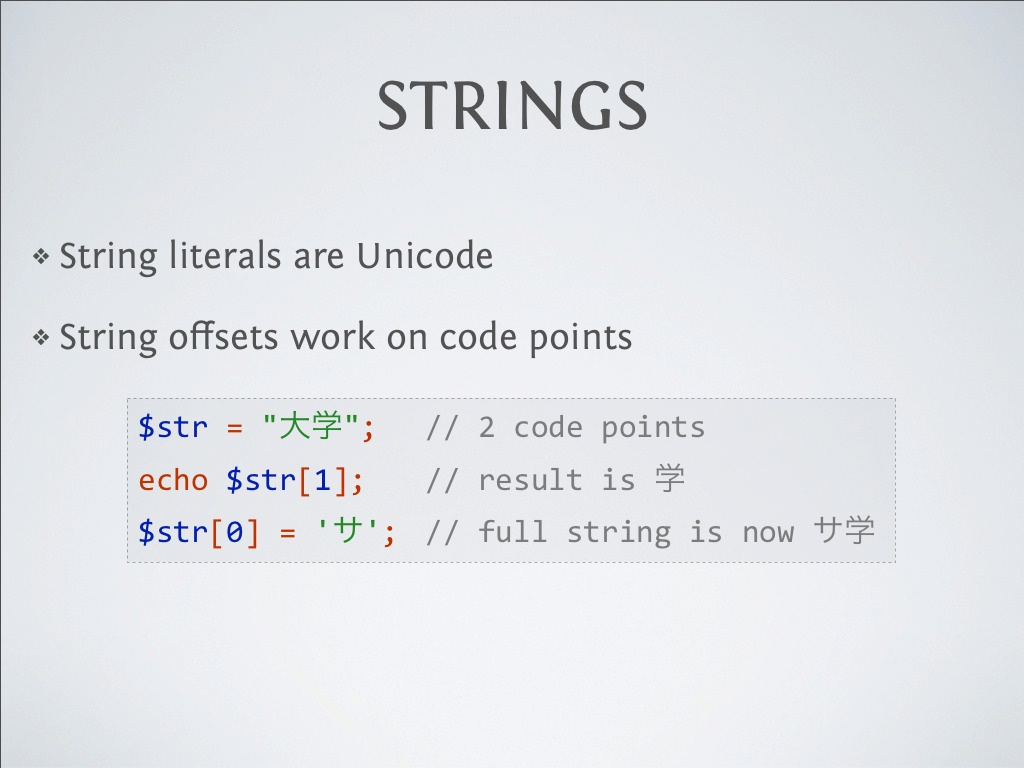 STRINGS
❖ String literals are Unicode
❖ String offsets work on code points
$str = "大学"; // 2 code points
echo $str[1]; // result is 学
$str[0] = 'サ'; // full string is now サ学